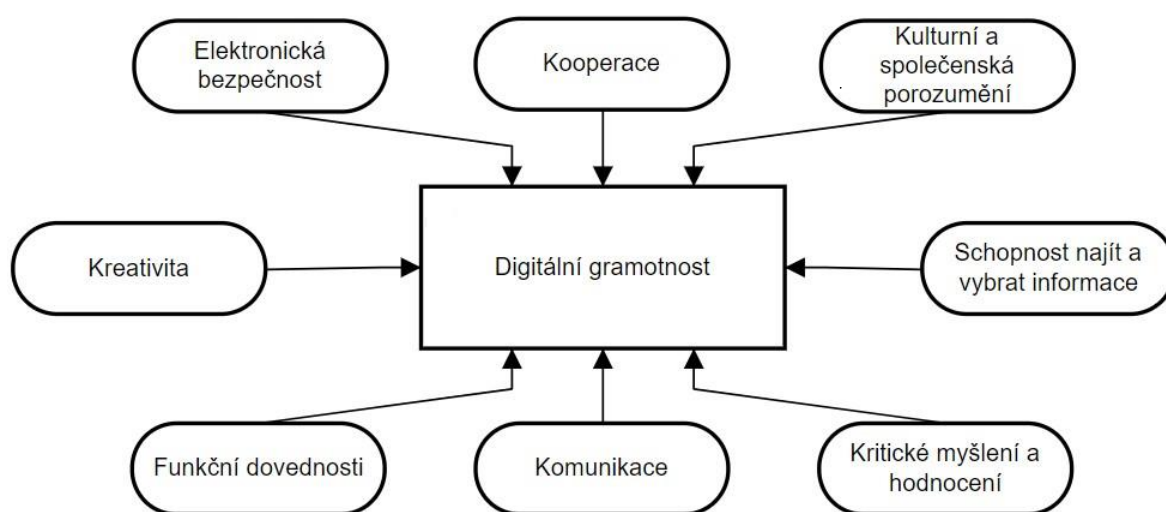 Elektronická
bezpečnost
Kooperace
Kulturní a
společenská
porozumění
Kreativita
Digitální gramotnost
Schopnost najít a
vybrat informace
Funkční dovednosti
Komunikace
Kritické myšlení a
hodnocení